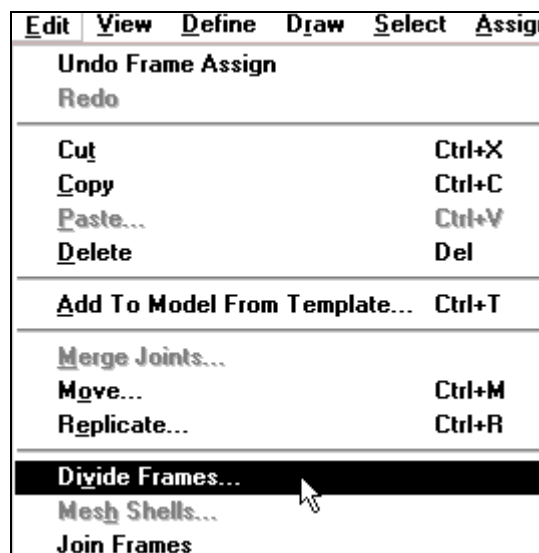 Edit View Define Draw Select Assig
Undo Frame Assign
Redo
Cut Ctrl+X
Copy Ctrl+C
Paste... Ctrl+V
Delete Del
Add To Model From Template... Ctrl+T
Merge Joints...
Move... Ctrl+M
Replicate... Ctrl+R
Divide Frames...
Mesh Shells...
Join Frames